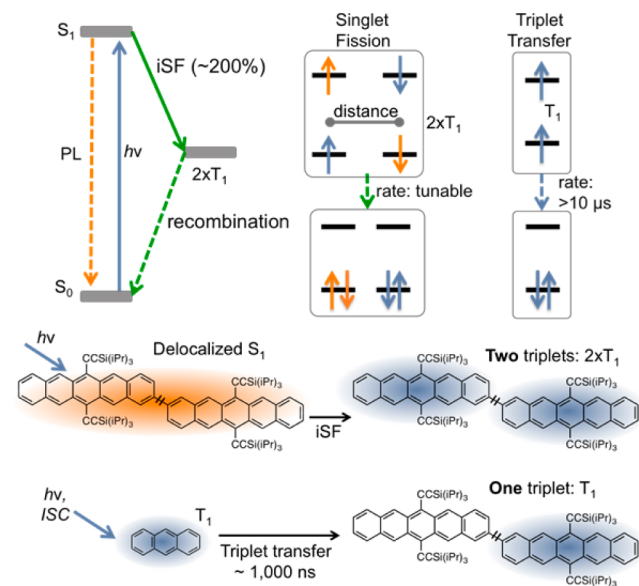 S1
iSF (~200%)
PL
hν
2xT1
recombination
S0
Singlet
Fission
distance
2xT1
rate: tunable
Triplet
Transfer
T1
rate:
>10 μs
hν
Delocalized S1
CCSi(iPr)3
CCSi(iPr)3
CCSi(iPr)3
CCSi(iPr)3
iSF
Two triplets: 2xT1
CCSi(iPr)3
CCSi(iPr)3
CCSi(iPr)3
CCSi(iPr)3
hν,
ISC
T1
Triplet transfer
~ 1,000 ns
One triplet: T1
CCSi(iPr)3
CCSi(iPr)3
CCSi(iPr)3
CCSi(iPr)3